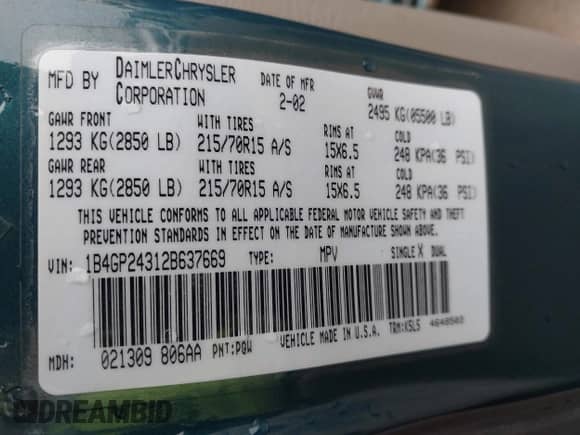 MFD BY DAIMLERCHRYSLER CORPORATION DATE OF MFR 2-02 GVWR 2495 KG(05500 LB)
GAWR FRONT WITH TIRES RIMS AT COLD
1293 KG(2850 LB) 215/70R15 A/S 15X6.5 248 KPA(36 PSI)
GAWR REAR WITH TIRES RIMS AT COLD
1293 KG(2850 LB) 215/70R15 A/S 15X6.5 248 KPA(36 PSI)
THIS VEHICLE CONFORMS TO ALL APPLICABLE FEDERAL MOTOR VEHICLE SAFETY AND THEFT
PREVENTION STANDARDS IN EFFECT ON THE DATE OF MANUFACTURE SHOWN ABOVE.
VIN: 1B4GP24312B637669 TYPE: MPV SINGLE X DUAL
MDH: 021309 806AA PNT:PQW VEHICLE MADE IN U.S.A. TRM:K5L5 4648503
DREAMBID